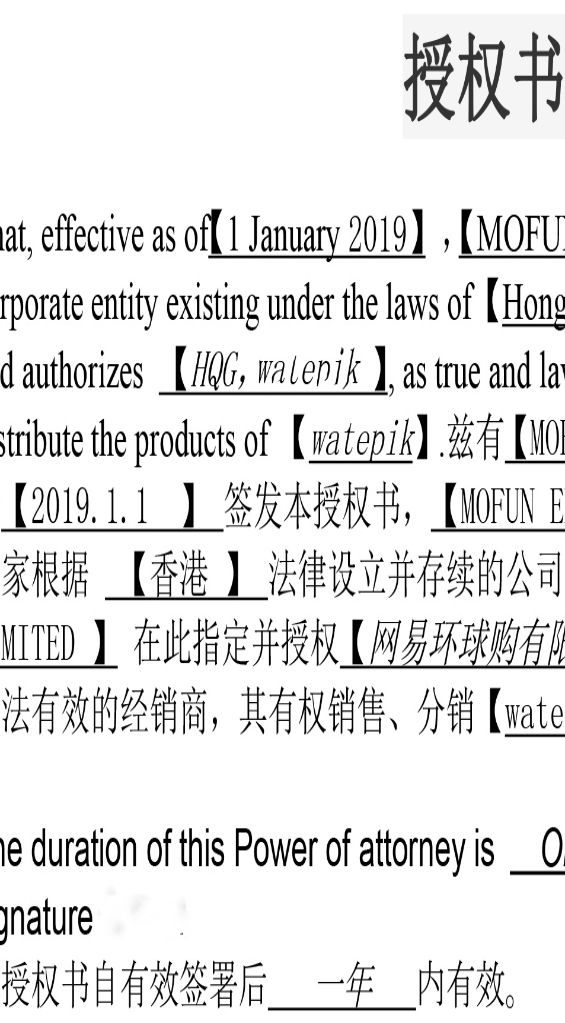 授权书
hat, effective as of【1 January 2019】,【MOFU
rporate entity existing under the laws of【Hong
d authorizes 【HQG, watepik 】, as true and law
stribute the products of 【watepik】.兹有【MOF
【2019.1.1 】 签发本授权书，【MOFUN E
家根据 【香港 】 法律设立并存续的公司
MITED 】 在此指定并授权【网易环球购有限
法有效的经销商，其有权销售、分销【wate
he duration of this Power of attorney is
gnature
授权书自有效签署后 一年 内有效。